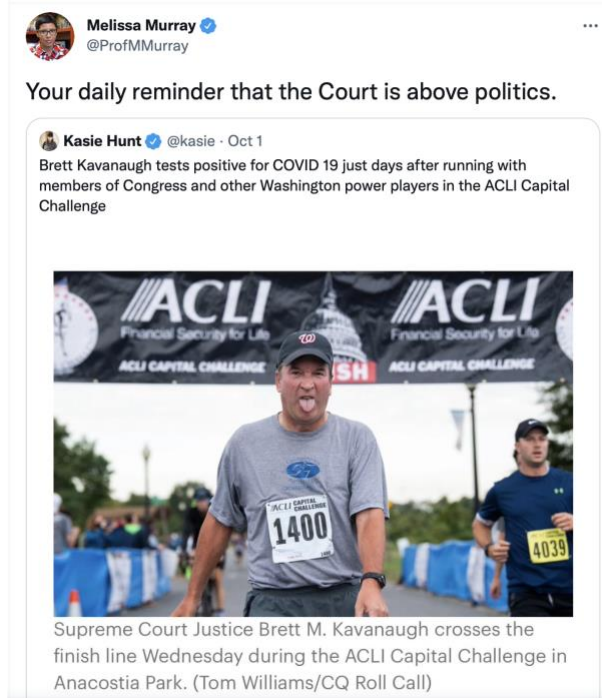 Melissa Murray
@ProfMMurray
Your daily reminder that the Court is above politics.
Kasie Hunt @kasie · Oct 1
Brett Kavanaugh tests positive for COVID 19 just days after running with
members of Congress and other Washington power players in the ACLI Capital
Challenge
ACLI ACLI
Financial Security for Life Financial Security for Life
ACLI CAPITAL CHALLENGE ACLI CAPITAL CHALLENGE
SH
W
ACLI CAPITAL
CHALLENGE
1400
4039
Supreme Court Justice Brett M. Kavanaugh crosses the
finish line Wednesday during the ACLI Capital Challenge in
Anacostia Park. (Tom Williams/CQ Roll Call)